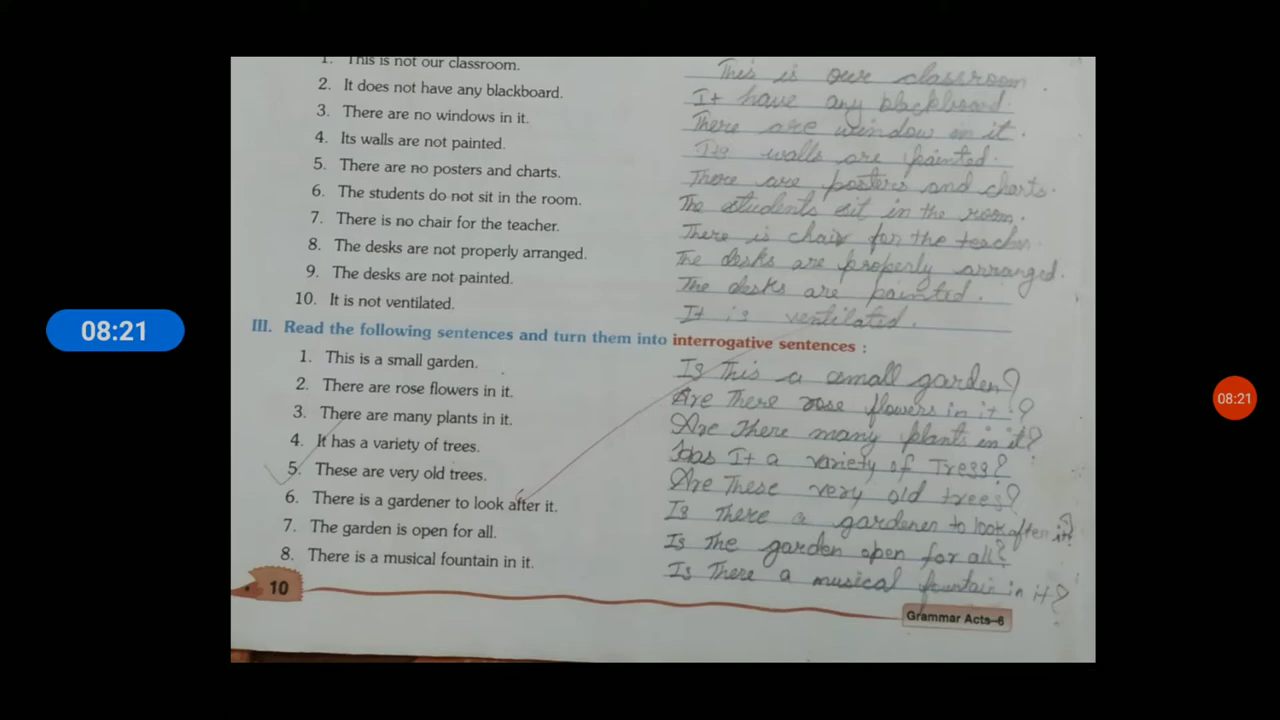 1. This is not our classroom. This is our classroom
2. It does not have any blackboard. It have any blackboard.
3. There are no windows in it. There are window in it.
4. Its walls are not painted. Its walls are painted.
5. There are no posters and charts. There are posters and charts.
6. The students do not sit in the room. The students sit in the room.
7. There is no chair for the teacher. There is chair for the teacher.
8. The desks are not properly arranged. The desks are properly arranged.
9. The desks are not painted. The desks are painted.
10. It is not ventilated. It is ventilated.
08:21
III. Read the following sentences and turn them into interrogative sentences :
1. This is a small garden. Is This a small garden?
2. There are rose flowers in it. Are There rose flowers in it?
08:21
3. There are many plants in it. Are There many plants in it?
4. It has a variety of trees. Has It a variety of Tress?
5. These are very old trees. Are These very old trees?
6. There is a gardener to look after it. Is There a gardener to look after it?
7. The garden is open for all. Is The garden open for all?
8. There is a musical fountain in it. Is There a musical fountain in it?
10
Grammar Acts–6